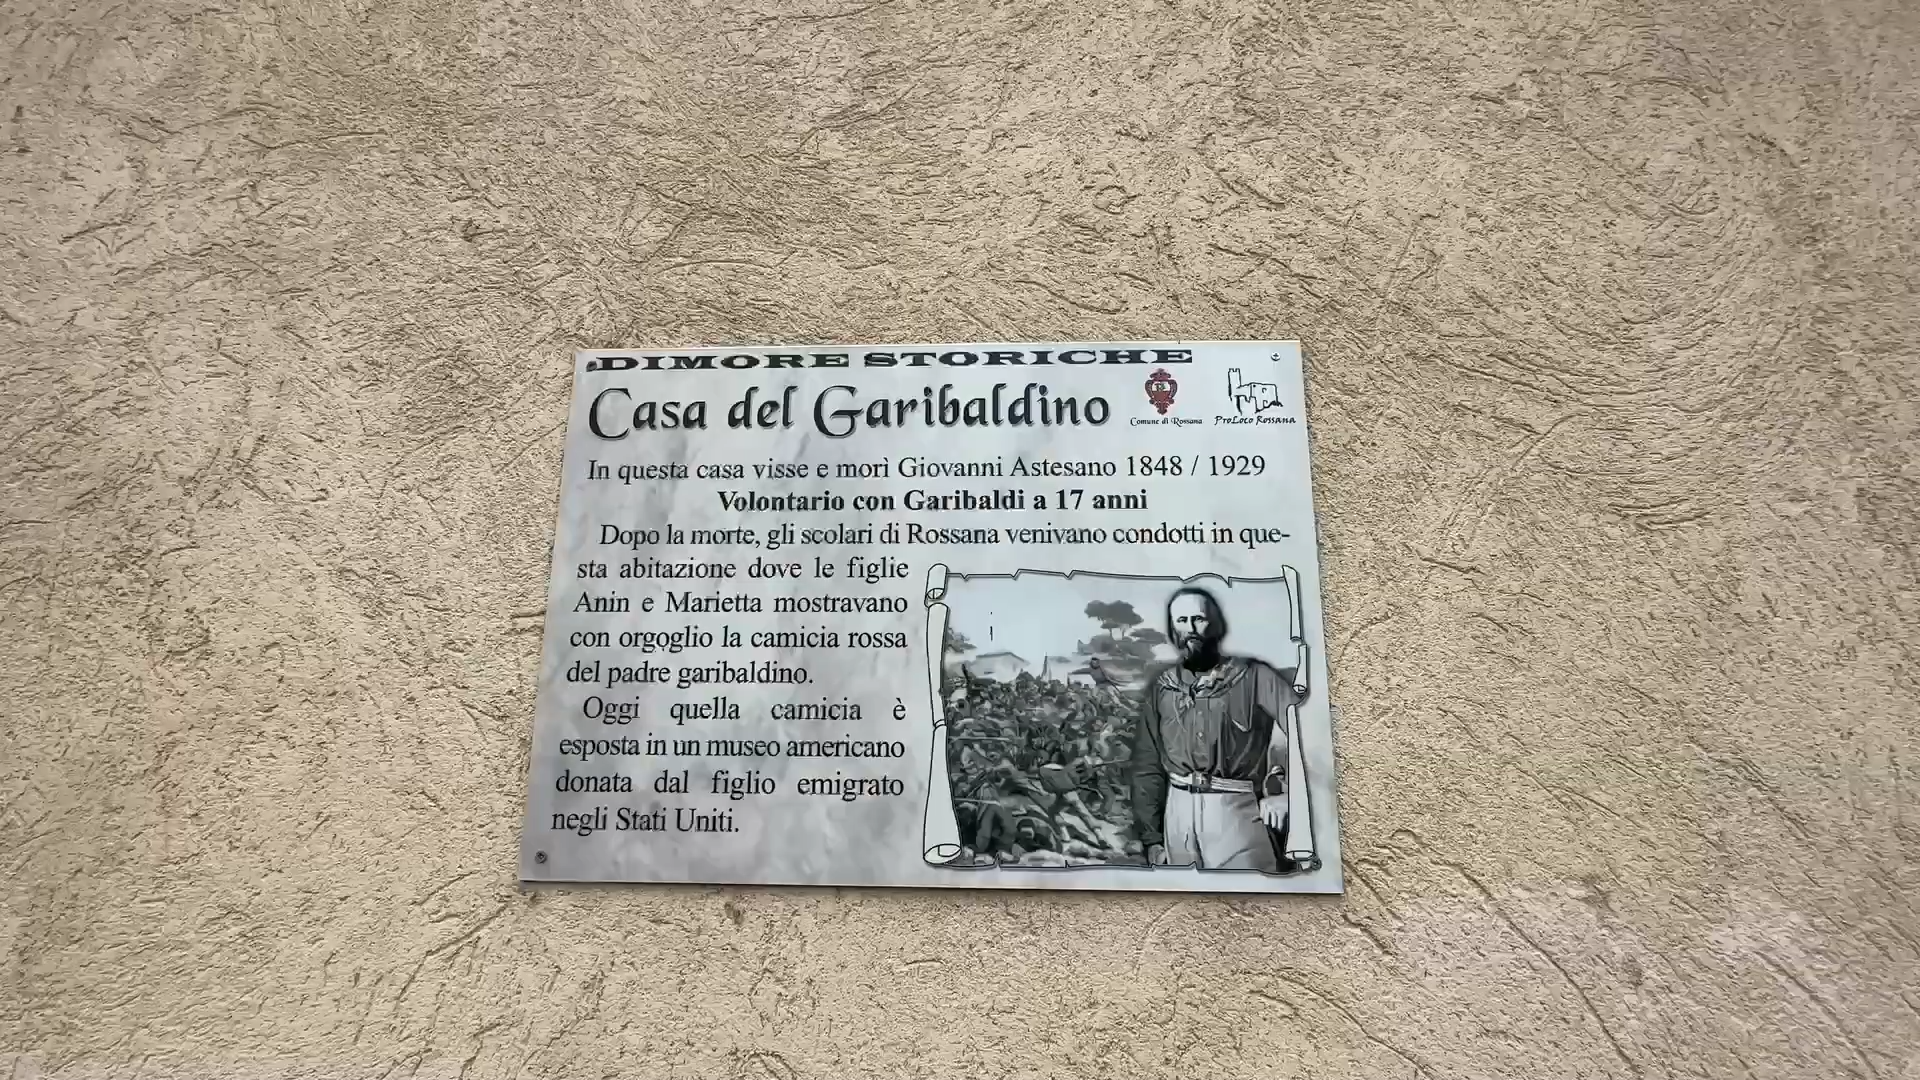 DIMORE STORICHE
Casa del Garibaldino
Comune di Rossana
ProLoco Rossana
In questa casa visse e morì Giovanni Astesano 1848 / 1929
Volontario con Garibaldi a 17 anni
Dopo la morte, gli scolari di Rossana venivano condotti in que-
sta abitazione dove le figlie
Anin e Marietta mostravano
con orgoglio la camicia rossa
del padre garibaldino.
Oggi quella camicia è
esposta in un museo americano
donata dal figlio emigrato
negli Stati Uniti.